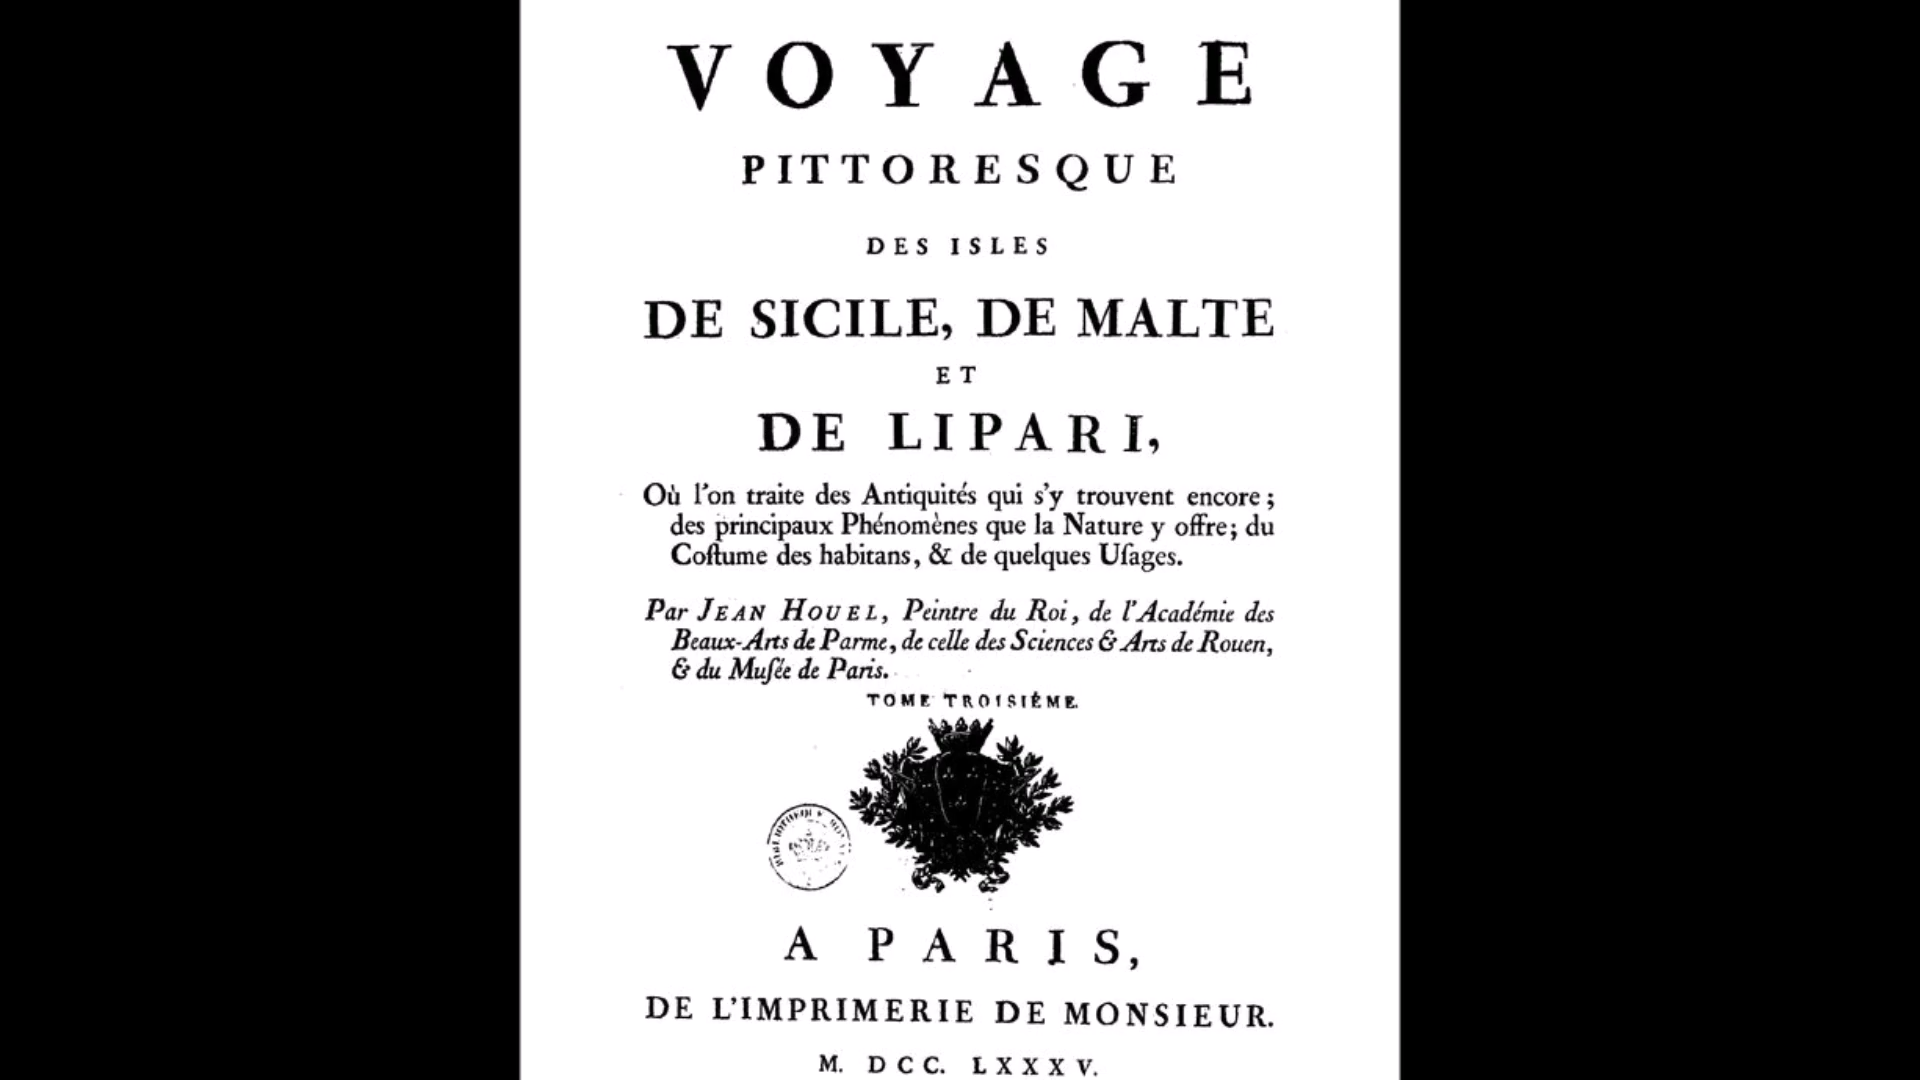 VOYAGE
PITTORESQUE
DES ISLES
DE SICILE, DE MALTE
ET
DE LIPARI,
Où l'on traite des Antiquités qui s'y trouvent encore;
des principaux Phénomènes que la Nature y offre; du
Coſtume des habitans, & de quelques Uſages.
Par JEAN HOUEL, Peintre du Roi, de l'Académie des
Beaux-Arts de Parme, de celle des Sciences & Arts de Rouen,
& du Muſée de Paris.
TOME TROISIÉME.
A PARIS,
DE L'IMPRIMERIE DE MONSIEUR.
M. DCC. LXXXV.